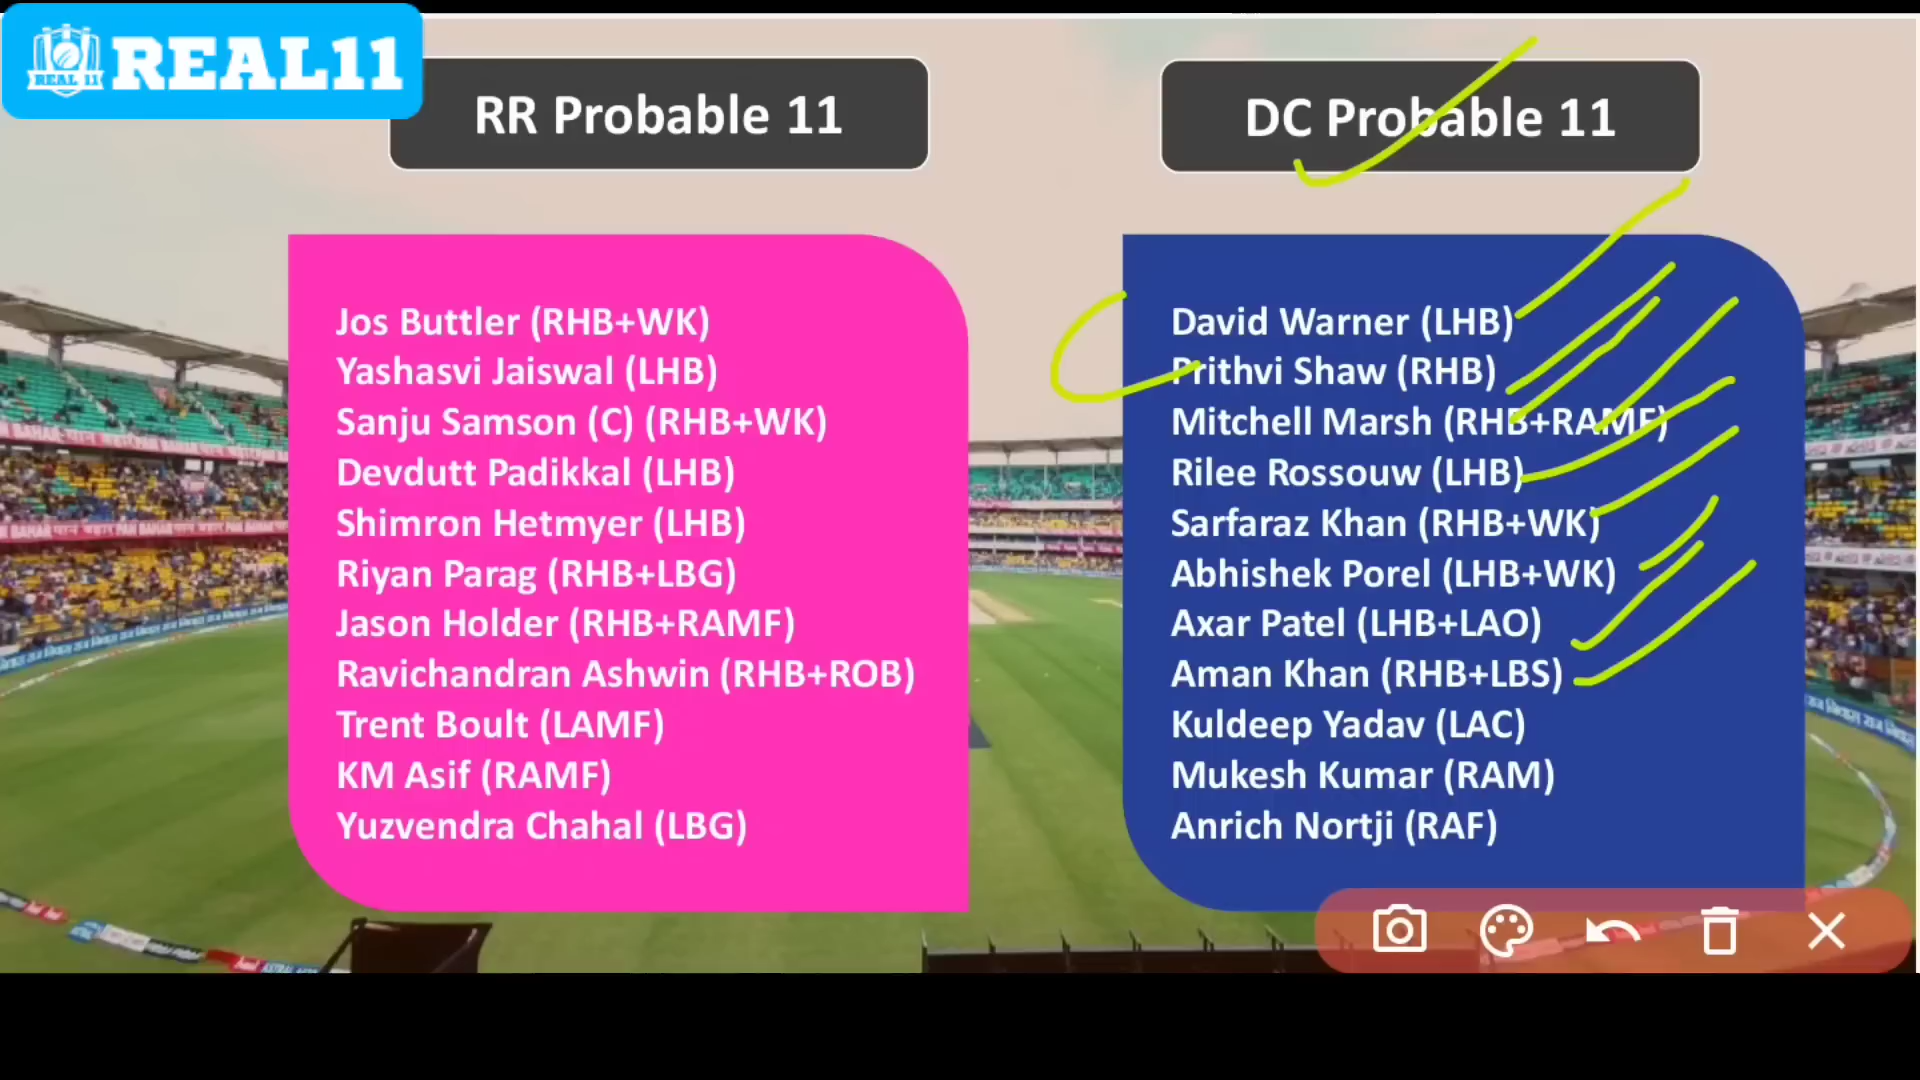 REAL 11
REAL11
RR Probable 11
Jos Buttler (RHB+WK)
Yashasvi Jaiswal (LHB)
Sanju Samson (C) (RHB+WK)
Devdutt Padikkal (LHB)
Shimron Hetmyer (LHB)
Riyan Parag (RHB+LBG)
Jason Holder (RHB+RAMF)
Ravichandran Ashwin (RHB+ROB)
Trent Boult (LAMF)
KM Asif (RAMF)
Yuzvendra Chahal (LBG)
DC Probable 11
David Warner (LHB)
Prithvi Shaw (RHB)
Mitchell Marsh (RHB+RAMF)
Rilee Rossouw (LHB)
Sarfaraz Khan (RHB+WK)
Abhishek Porel (LHB+WK)
Axar Patel (LHB+LAO)
Aman Khan (RHB+LBS)
Kuldeep Yadav (LAC)
Mukesh Kumar (RAM)
Anrich Nortji (RAF)